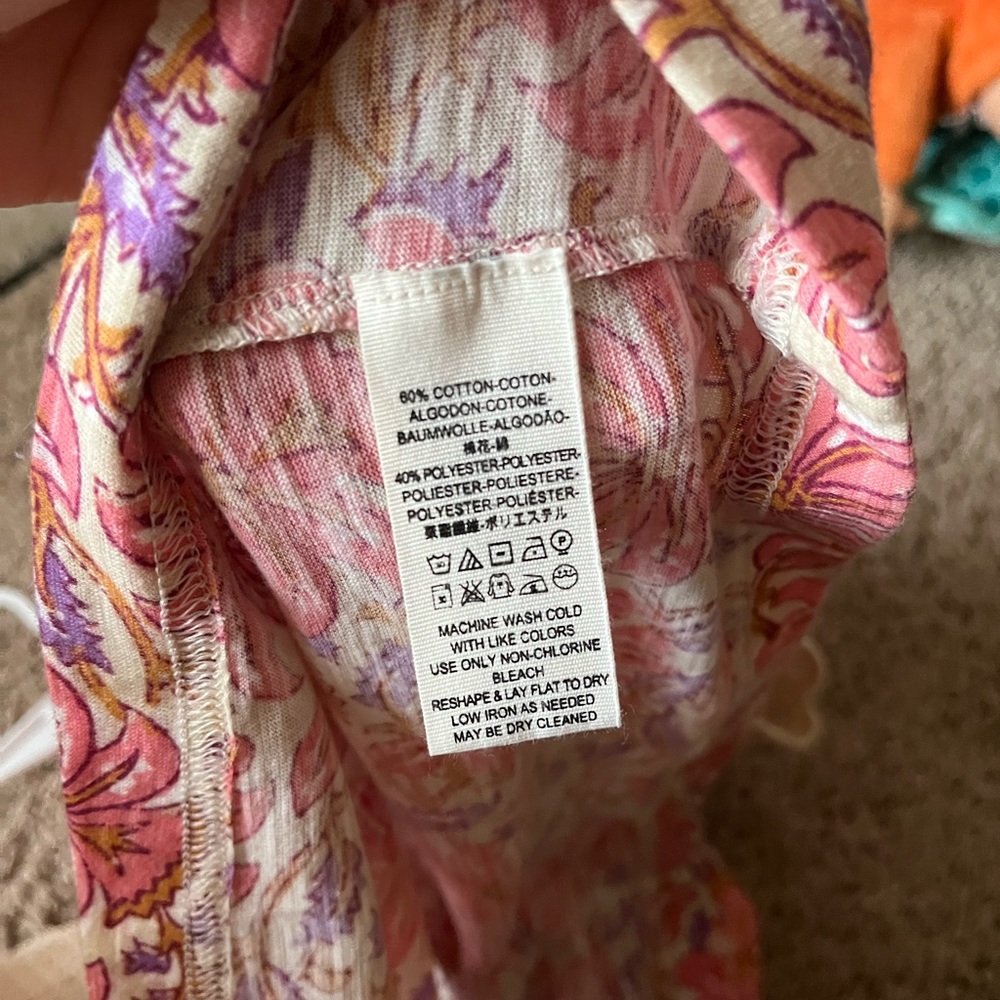 60% COTTON-COTON-
ALGODON-COTONE-
BAUMWOLLE-ALGODÃO-
棉花-綿
40% POLYESTER-POLYESTER-
POLIESTER-POLIESTERE-
POLYESTER-POLIÉSTER-
聚酯纖維-ポリエステル
P
MACHINE WASH COLD
WITH LIKE COLORS
USE ONLY NON-CHLORINE
BLEACH
RESHAPE & LAY FLAT TO DRY
LOW IRON AS NEEDED
MAY BE DRY CLEANED